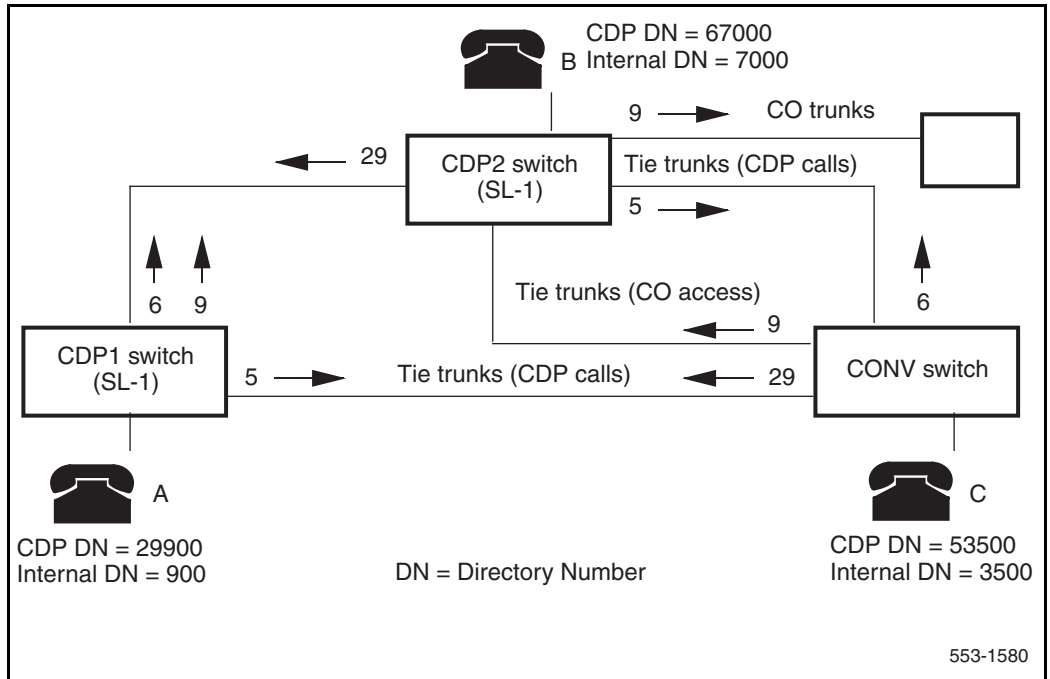 CDP DN = 67000
B Internal DN = 7000
9 CO trunks
29
CDP2 switch
(SL-1)
Tie trunks (CDP calls)
5
6 9
Tie trunks (CO access)
6
9
CDP1 switch
(SL-1)
5 Tie trunks (CDP calls) 29
CONV switch
A
CDP DN = 29900
Internal DN = 900
C
CDP DN = 53500
Internal DN = 3500
DN = Directory Number
553-1580